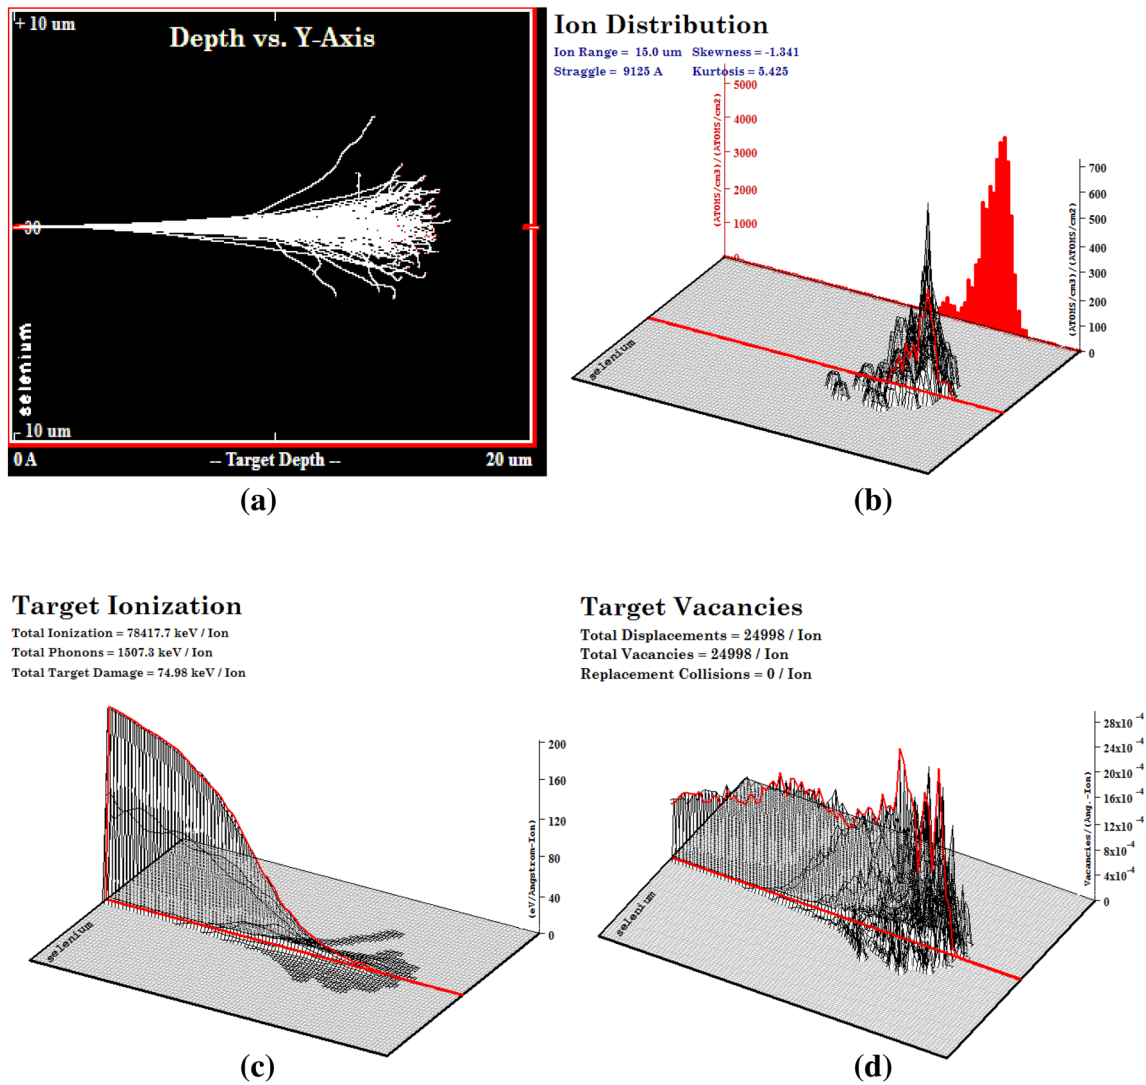 + 10 um
Depth vs. Y-Axis
selenium
- 10 um
0 A
-- Target Depth --
20 um
(a)
Ion Distribution
Ion Range = 15.0 um Skewness = -1.341
Straggle = 9125 A Kurtosis = 5.425
(ATOMS/cm3)/(ATOMS/cm2)
5000
4000
3000
2000
1000
0
(ATOMS/cm3)/(ATOMS/cm2)
700
600
500
400
300
200
100
0
selenium
(b)
Target Ionization
Total Ionization = 78417.7 keV / Ion
Total Phonons = 1507.3 keV / Ion
Total Target Damage = 74.98 keV / Ion
200
160
120
80
40
0
(eV/Angstrom-Ion)
selenium
(c)
Target Vacancies
Total Displacements = 24998 / Ion
Total Vacancies = 24998 / Ion
Replacement Collisions = 0 / Ion
28x10 -4
24x10 -4
20x10 -4
16x10 -4
12x10 -4
8x10 -4
4x10 -4
0
Vacancies/(Ang.-Ion)
selenium
(d)